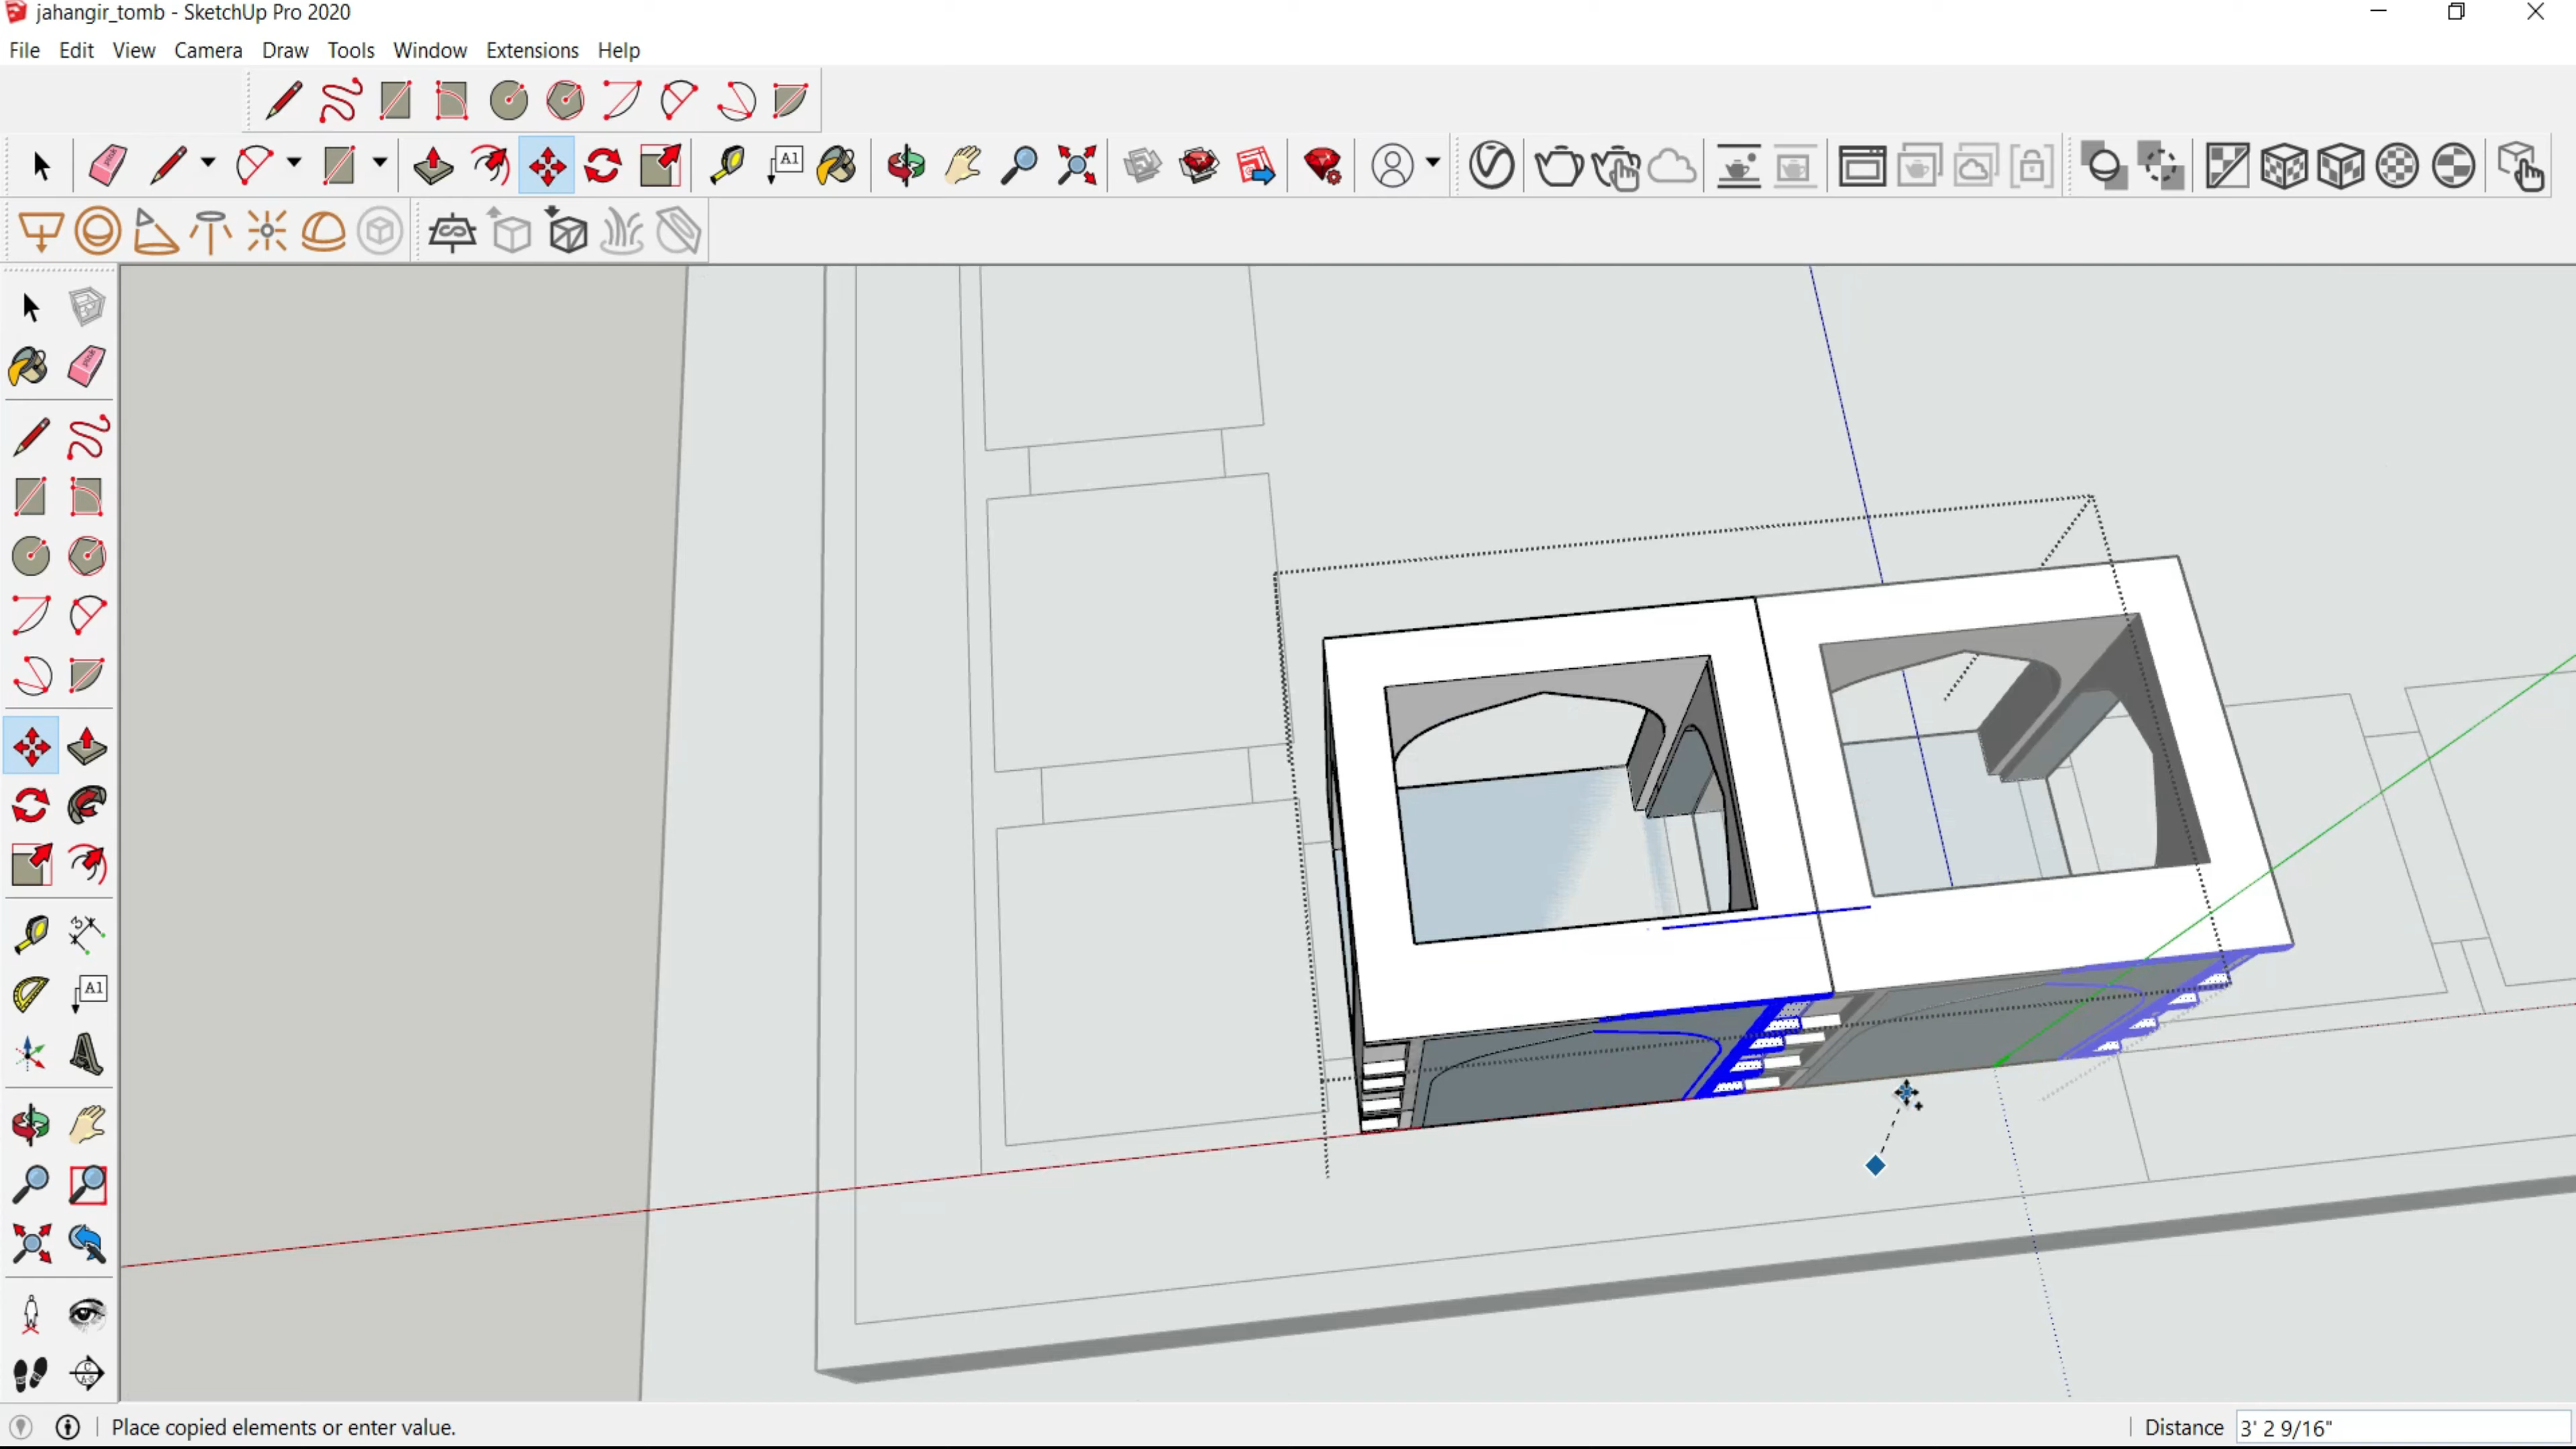 jahangir_tomb - SketchUp Pro 2020
File Edit View Camera Draw Tools Window Extensions Help
A1
A1
Place copied elements or enter value.
Distance 3' 2 9/16"